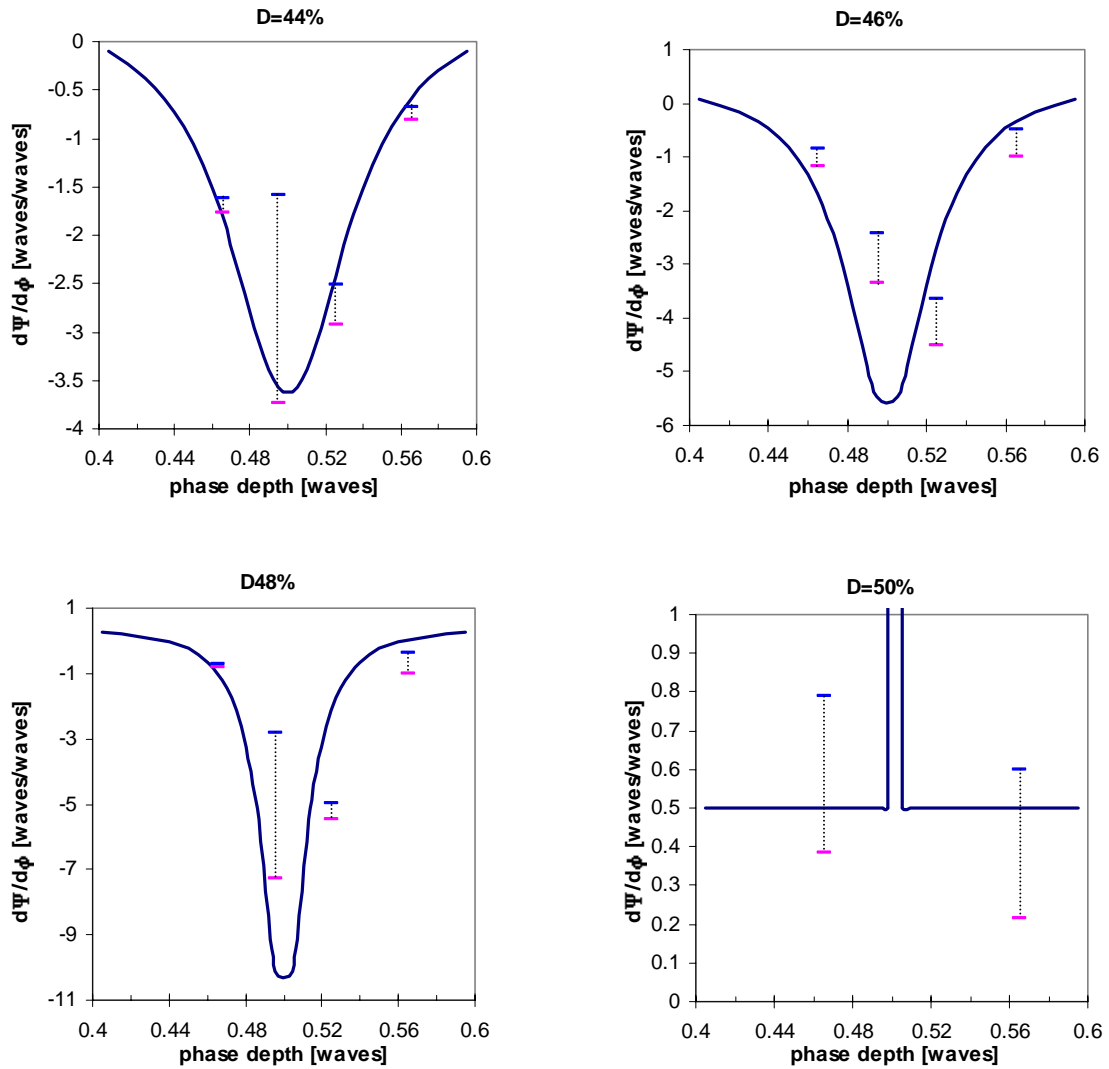 D=44%
0
-0.5
-1
-1.5
-2
-2.5
-3
-3.5
-4
dΨ/dϕ [waves/waves]
0.4 0.44 0.48 0.52 0.56 0.6
phase depth [waves]
D=46%
1
0
-1
-2
-3
-4
-5
-6
dΨ/dϕ [waves/waves]
0.4 0.44 0.48 0.52 0.56 0.6
phase depth [waves]
D48%
1
-1
-3
-5
-7
-9
-11
dΨ/dϕ [waves/waves]
0.4 0.44 0.48 0.52 0.56 0.6
phase depth [waves]
D=50%
1
0.9
0.8
0.7
0.6
0.5
0.4
0.3
0.2
0.1
0
dΨ/dϕ [waves/waves]
0.4 0.44 0.48 0.52 0.56 0.6
phase depth [waves]